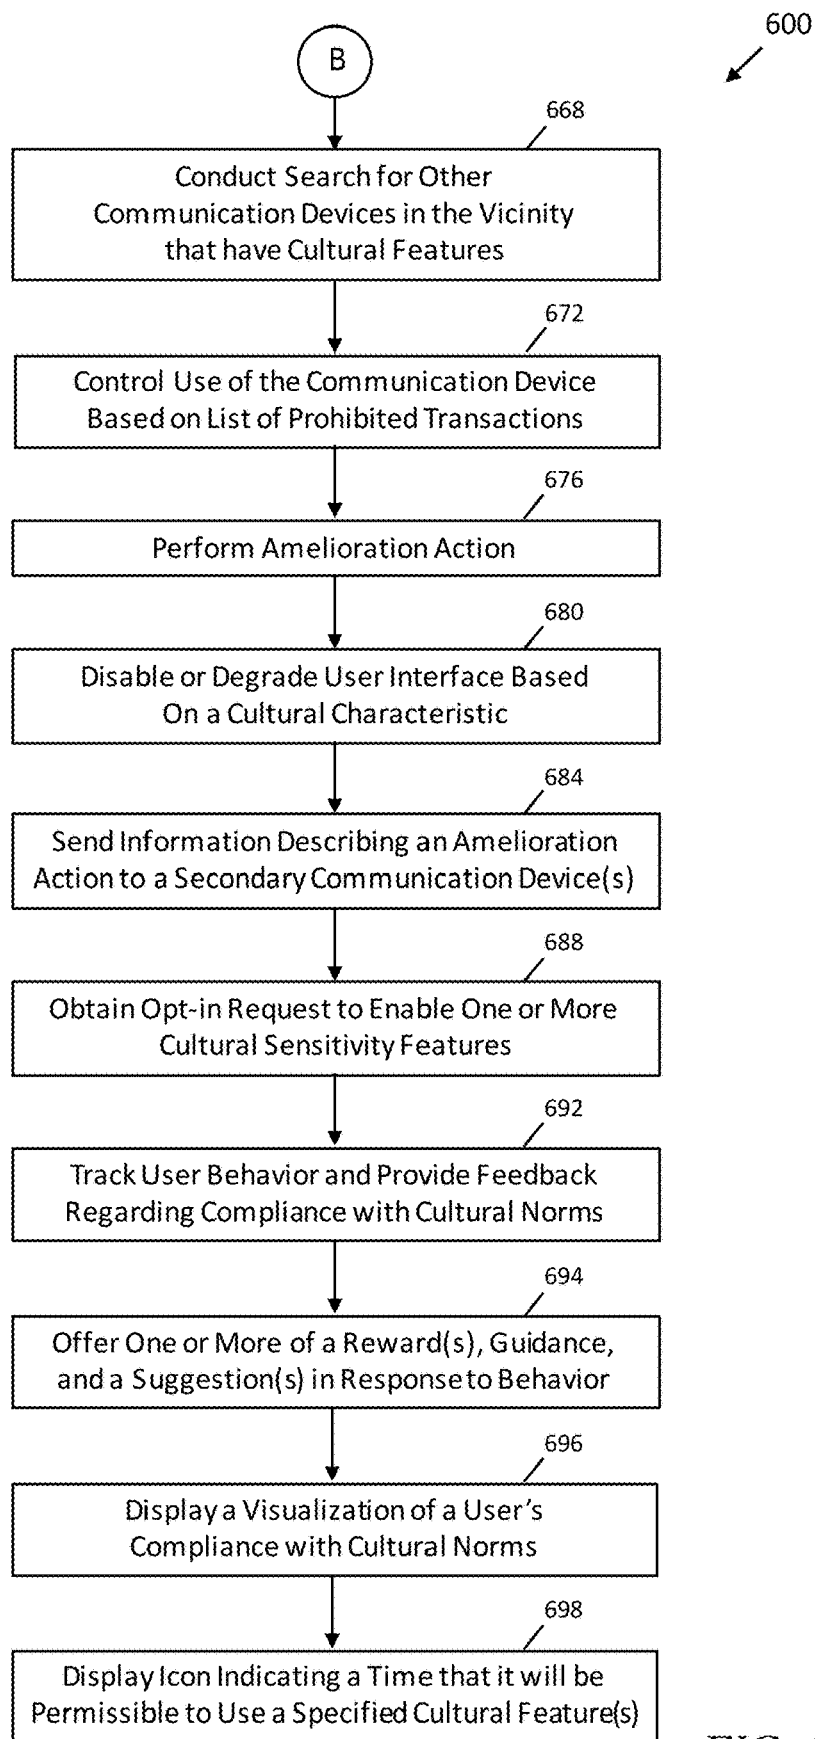 600
B
668
Conduct Search for Other
Communication Devices in the Vicinity
that have Cultural Features
672
Control Use of the Communication Device
Based on List of Prohibited Transactions
676
Perform Amelioration Action
680
Disable or Degrade User Interface Based
On a Cultural Characteristic
684
Send Information Describing an Amelioration
Action to a Secondary Communication Device(s)
688
Obtain Opt-in Request to Enable One or More
Cultural Sensitivity Features
692
Track User Behavior and Provide Feedback
Regarding Compliance with Cultural Norms
694
Offer One or More of a Reward(s), Guidance,
and a Suggestion(s) in Response to Behavior
696
Display a Visualization of a User's
Compliance with Cultural Norms
698
Display Icon Indicating a Time that it will be
Permissible to Use a Specified Cultural Feature(s)